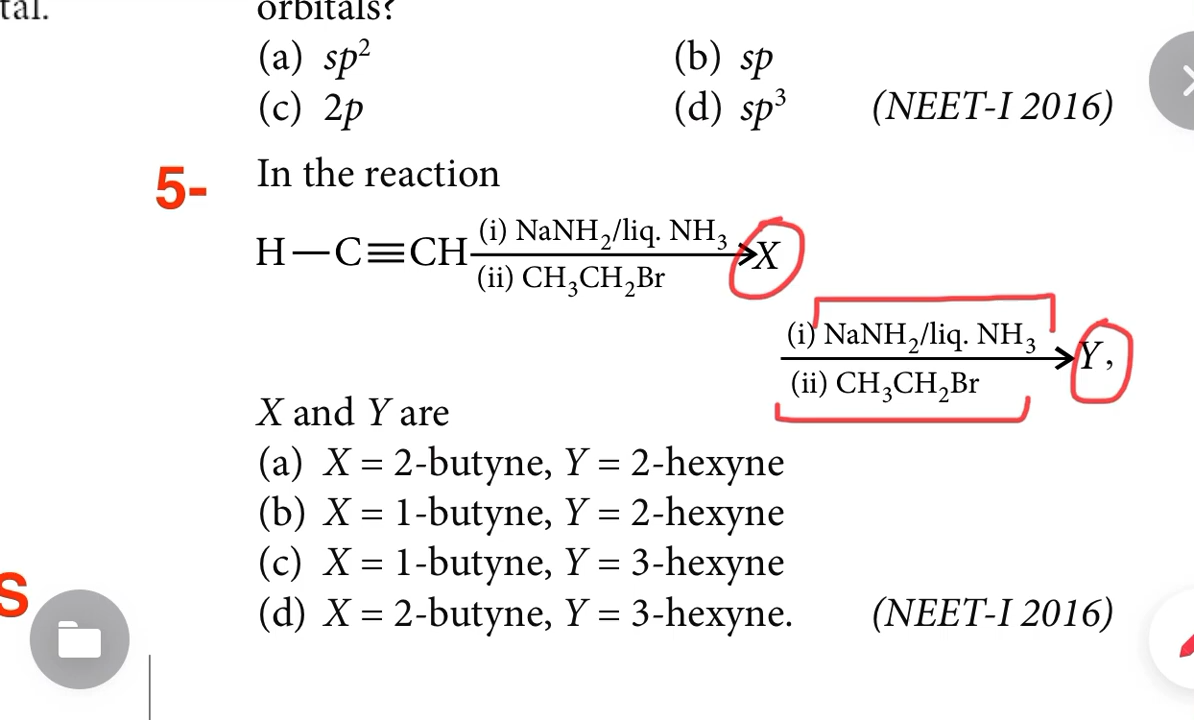 tal.
orbitals?
(a) sp² (b) sp
(c) 2p (d) sp³ (NEET-I 2016)
5- In the reaction
H—C≡CH (i) NaNH₂/liq. NH₃ X
(ii) CH₃CH₂Br
(i) NaNH₂/liq. NH₃ Y,
(ii) CH₃CH₂Br
X and Y are
(a) X = 2-butyne, Y = 2-hexyne
(b) X = 1-butyne, Y = 2-hexyne
(c) X = 1-butyne, Y = 3-hexyne
(d) X = 2-butyne, Y = 3-hexyne. (NEET-I 2016)
S